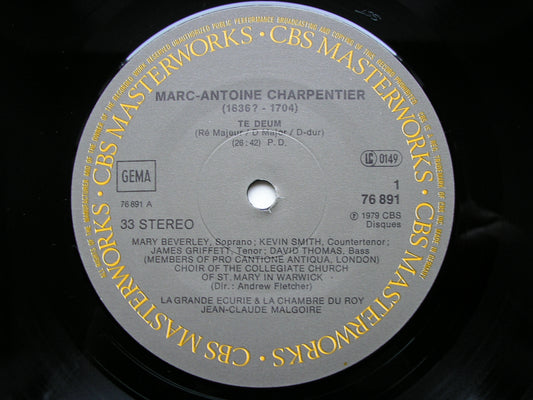 CBS MASTERWORKS · CBS MASTERWORKS · CBS MASTERWORKS · CBS MASTERWORKS ·
MARC-ANTOINE CHARPENTIER
(1636? - 1704)
TE DEUM
(Ré Majeur / D Major / D-dur)
(26:42) P.D.
GEMA
LC 0149
76 891 A
1
76 891
33 STEREO
℗ 1979 CBS
Disques
MARY BEVERLEY, Soprano; KEVIN SMITH, Countertenor;
JAMES GRIFFETT, Tenor; DAVID THOMAS, Bass
(MEMBERS OF PRO CANTIONE ANTIQUA, LONDON)
CHOIR OF THE COLLEGIATE CHURCH
OF ST. MARY IN WARWICK
(Dir.: Andrew Fletcher)
LA GRANDE ECURIE & LA CHAMBRE DU ROY
JEAN-CLAUDE MALGOIRE